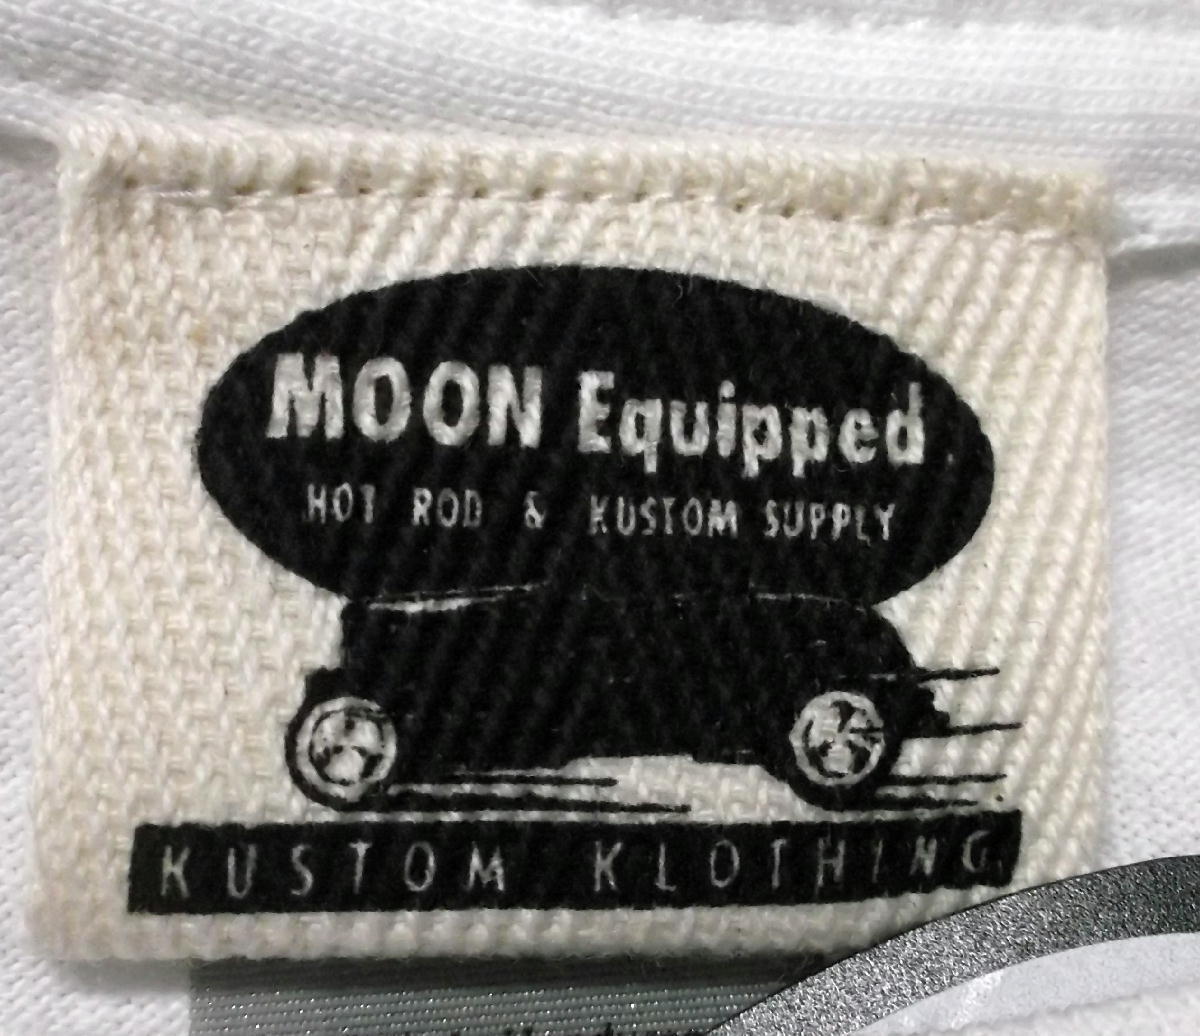 MOON Equipped
HOT ROD & KUSTOM SUPPLY
KUSTOM KLOTHING